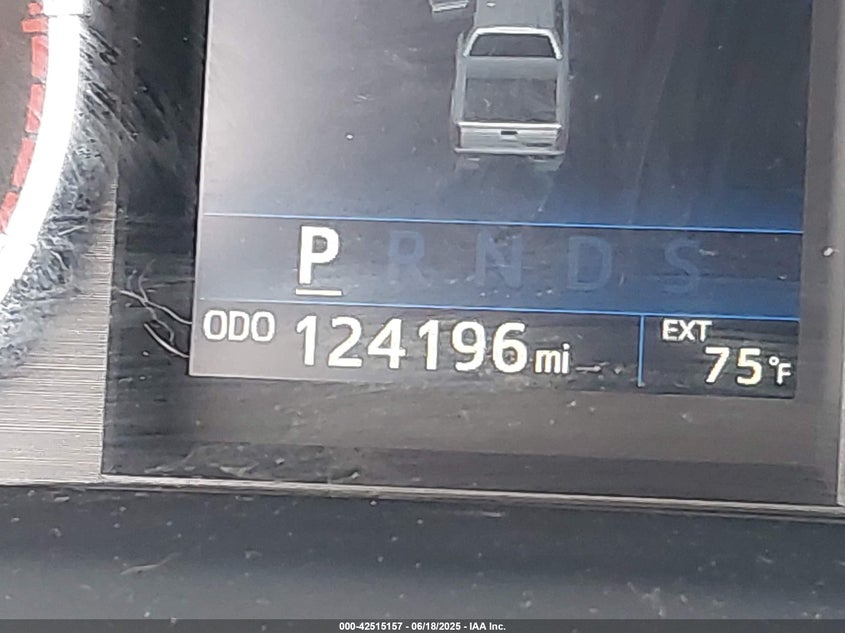 P R N D S
ODO 124196 mi
EXT
75°F
000-42515157 - 06/18/2025 - IAA Inc.